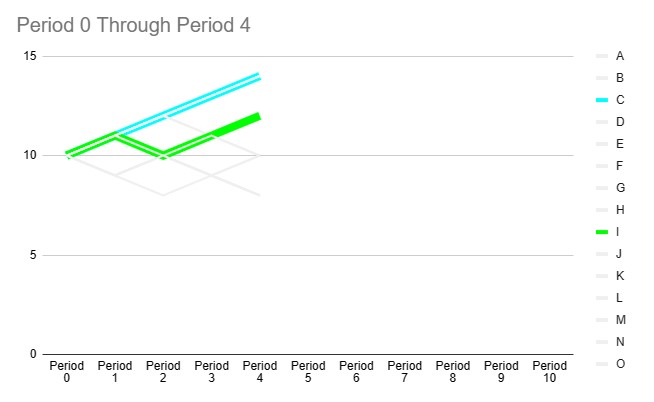 Period 0 Through Period 4
15
10
5
0
Period 0
Period 1
Period 2
Period 3
Period 4
Period 5
Period 6
Period 7
Period 8
Period 9
Period 10
A
B
C
D
E
F
G
H
I
J
K
L
M
N
O